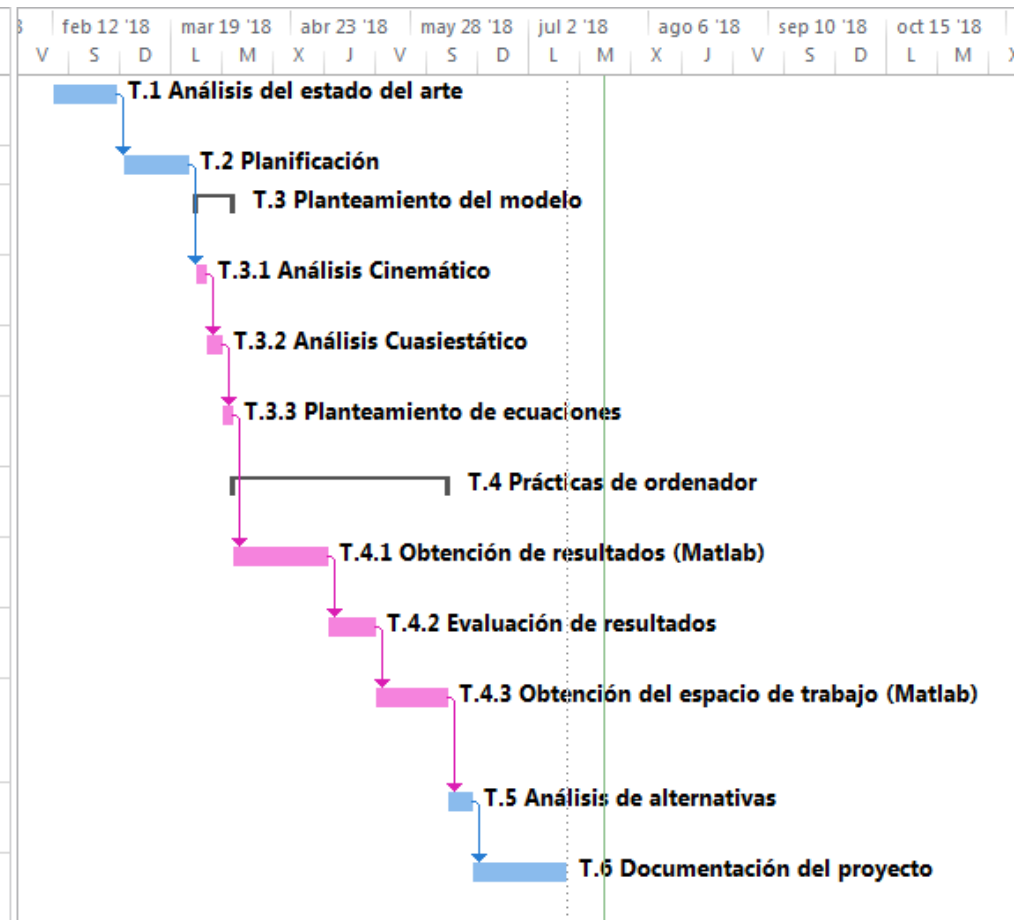 8 feb 12 '18 mar 19 '18 abr 23 '18 may 28 '18 jul 2 '18 ago 6 '18 sep 10 '18 oct 15 '18
V S D L M X J V S D L M X J V S D L M X
T.1 Análisis del estado del arte
T.2 Planificación
T.3 Planteamiento del modelo
T.3.1 Análisis Cinemático
T.3.2 Análisis Cuasiestático
T.3.3 Planteamiento de ecuaciones
T.4 Prácticas de ordenador
T.4.1 Obtención de resultados (Matlab)
T.4.2 Evaluación de resultados
T.4.3 Obtención del espacio de trabajo (Matlab)
T.5 Análisis de alternativas
T.6 Documentación del proyecto